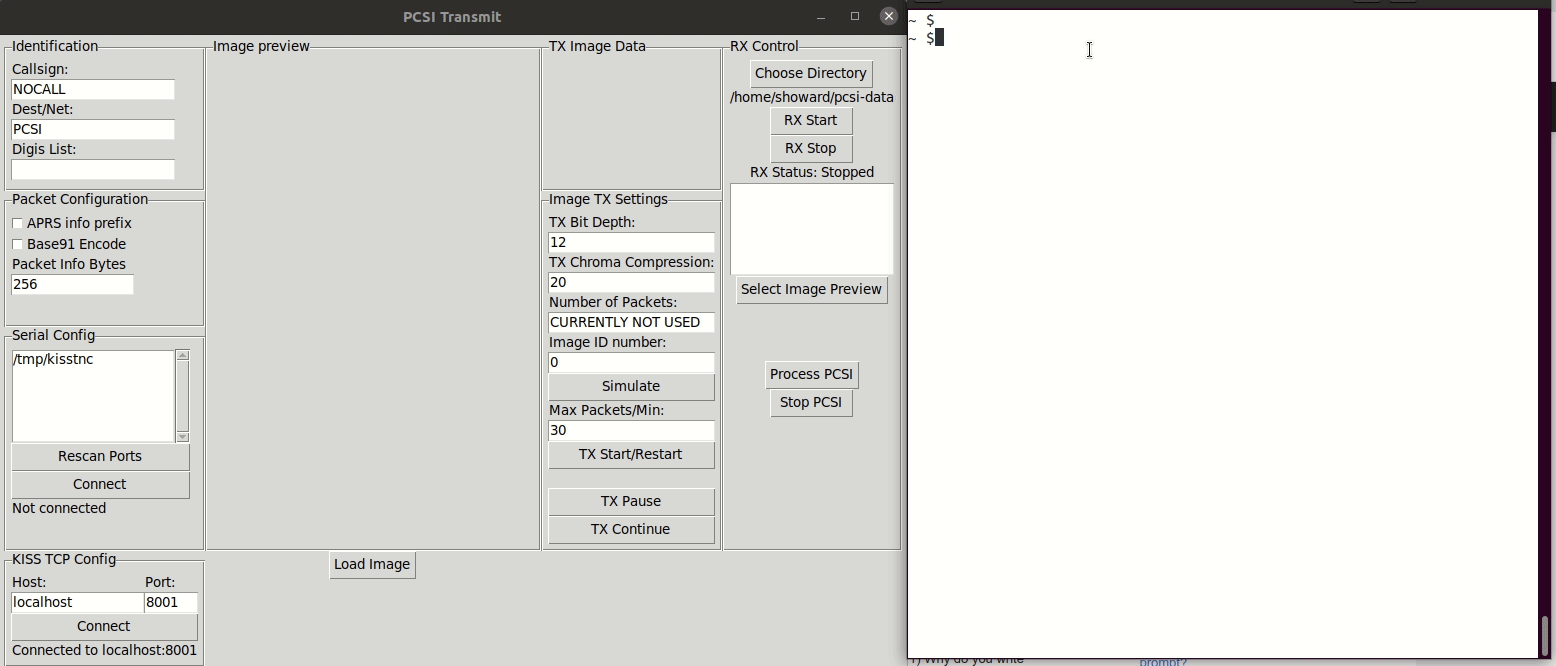 PCSI Transmit
Identification
Callsign:
NOCALL
Dest/Net:
PCSI
Digis List:
Packet Configuration
APRS info prefix
Base91 Encode
Packet Info Bytes
256
Serial Config
/tmp/kisstnc
Rescan Ports
Connect
Not connected
KISS TCP Config
Host: Port:
localhost 8001
Connect
Connected to localhost:8001
Image preview
Load Image
TX Image Data
Image TX Settings
TX Bit Depth:
12
TX Chroma Compression:
20
Number of Packets:
CURRENTLY NOT USED
Image ID number:
0
Simulate
Max Packets/Min:
30
TX Start/Restart
TX Pause
TX Continue
RX Control
Choose Directory
/home/showard/pcsi-data
RX Start
RX Stop
RX Status: Stopped
Select Image Preview
Process PCSI
Stop PCSI
~ $
~ $
1) Why do you write
prompt?